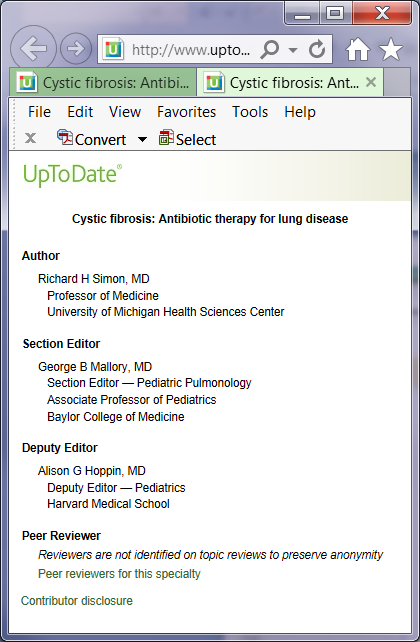 http://www.upto...
Cystic fibrosis: Antibi...
Cystic fibrosis: Ant...
File Edit View Favorites Tools Help
x Convert Select
UpToDate®
Cystic fibrosis: Antibiotic therapy for lung disease
Author
Richard H Simon, MD
Professor of Medicine
University of Michigan Health Sciences Center
Section Editor
George B Mallory, MD
Section Editor — Pediatric Pulmonology
Associate Professor of Pediatrics
Baylor College of Medicine
Deputy Editor
Alison G Hoppin, MD
Deputy Editor — Pediatrics
Harvard Medical School
Peer Reviewer
Reviewers are not identified on topic reviews to preserve anonymity
Peer reviewers for this specialty
Contributor disclosure